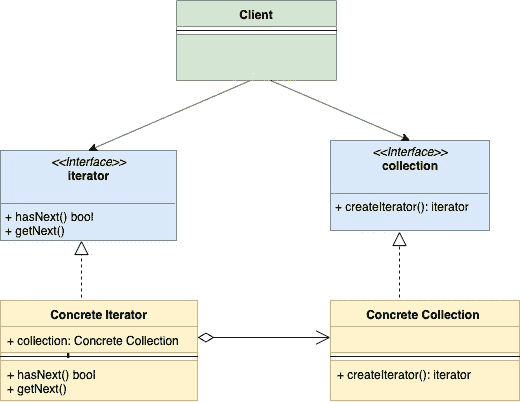 Client
<<Interface>>
iterator
+ hasNext() bool
+ getNext()
<<Interface>>
collection
+ createIterator(): iterator
Concrete Iterator
+ collection: Concrete Collection
+ hasNext() bool
+ getNext()
Concrete Collection
+ createIterator(): iterator